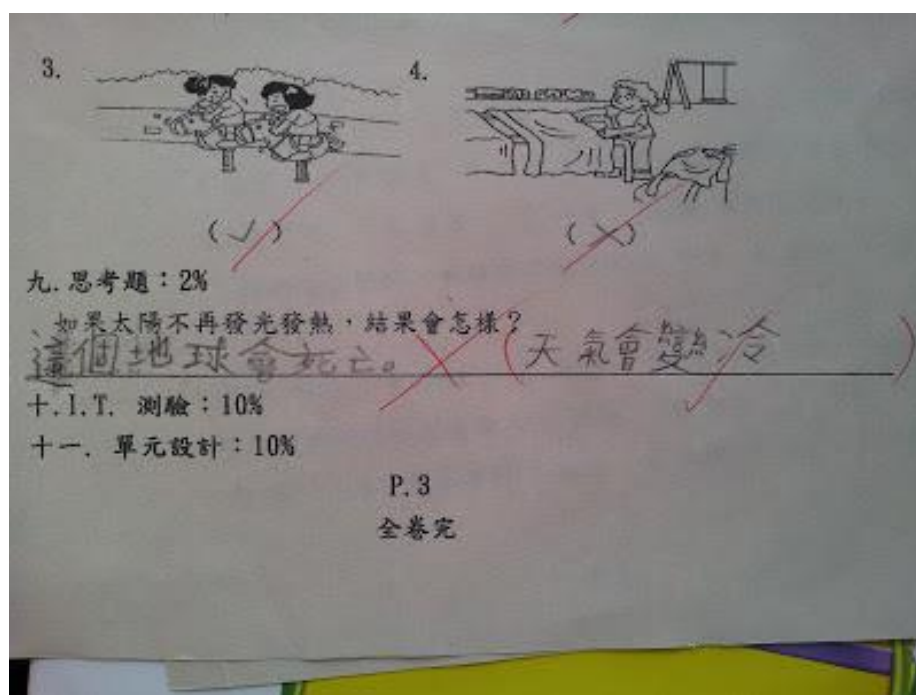 3. 4.
(✓) (×)
九.思考題：2%
如果太陽不再發光發熱，結果會怎樣？
這個地球會死亡。 (天氣會變冷)
十.I.T. 測驗：10%
十一. 單元設計：10%
P.3
全卷完